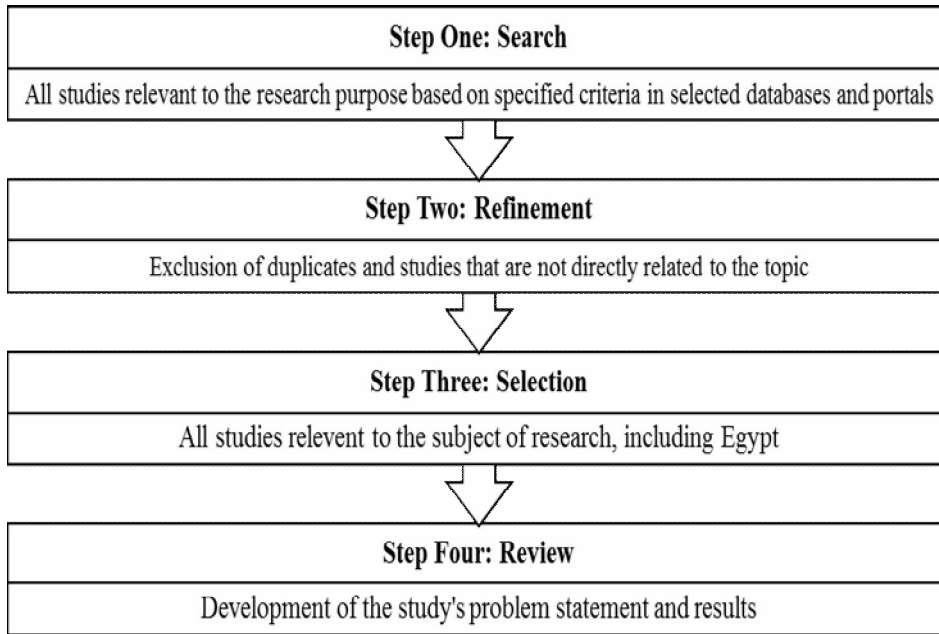 Step One: Search
All studies relevant to the research purpose based on specified criteria in selected databases and portals
Step Two: Refinement
Exclusion of duplicates and studies that are not directly related to the topic
Step Three: Selection
All studies relevent to the subject of research, including Egypt
Step Four: Review
Development of the study's problem statement and results